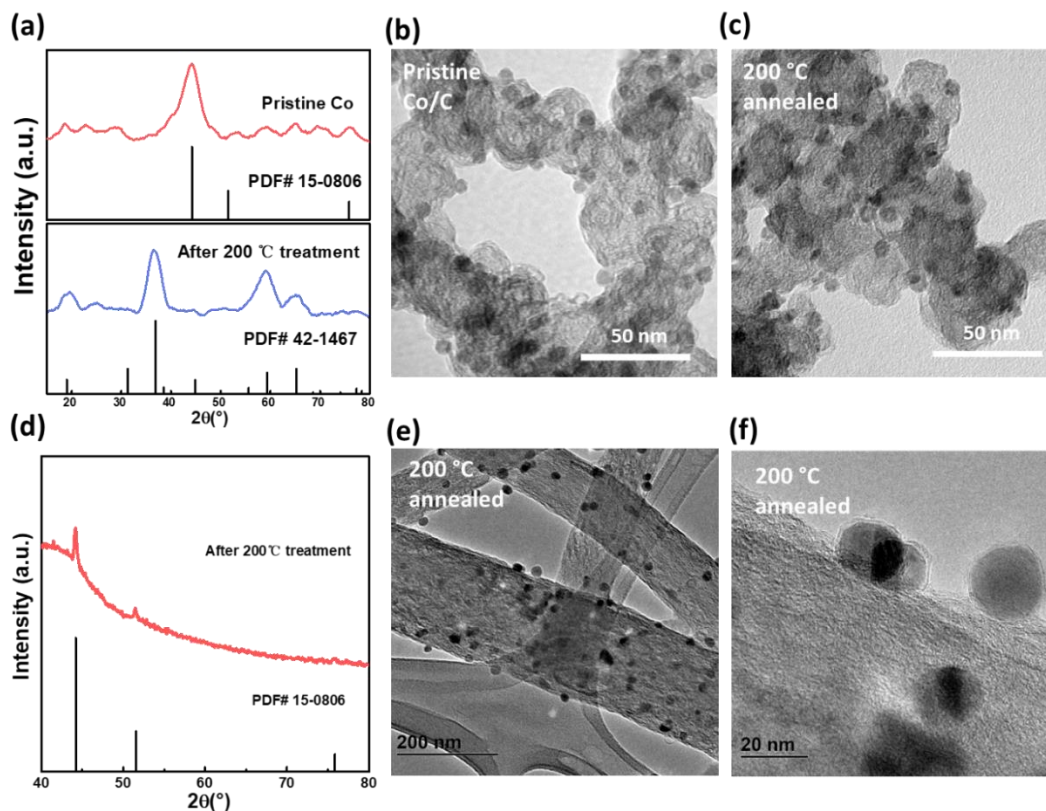 (a)
Intensity (a.u.)
Pristine Co
PDF# 15-0806
After 200 ℃ treatment
PDF# 42-1467
20 30 40 50 60 70 80
2θ(°)
(b)
Pristine
Co/C
50 nm
(c)
200 °C
annealed
50 nm
(d)
Intensity (a.u.)
After 200℃ treatment
PDF# 15-0806
40 50 60 70 80
2θ(°)
(e)
200 °C
annealed
200 nm
(f)
200 °C
annealed
20 nm